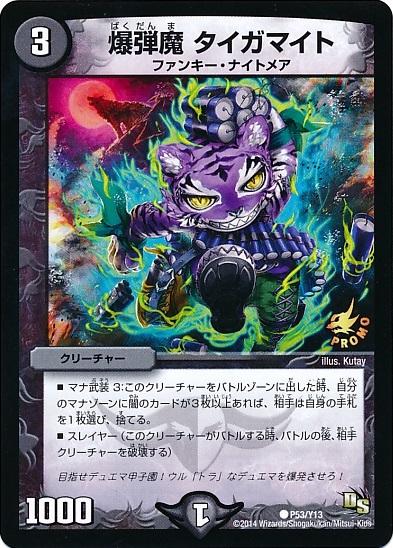 3
ばくだんま
爆弾魔 タイガマイト
ファンキー・ナイトメア
PROMO
illus. Kutay
クリーチャー
■ マナ武装 3:このクリーチャーをバトルゾーンに出した時、自分
のマナゾーンに闇のカードが3枚以上あれば、相手は自身の手札
を1枚選び、捨てる。
■ スレイヤー (このクリーチャーがバトルする時、バトルの後、相手
クリーチャーを破壊する)
目指せデュエマ甲子園!ウル「トラ」なデュエマを爆発させろ!
1000
1
DS
●P53/Y13
©2014 Wizards/Shogakukan/Mitsui-Kids